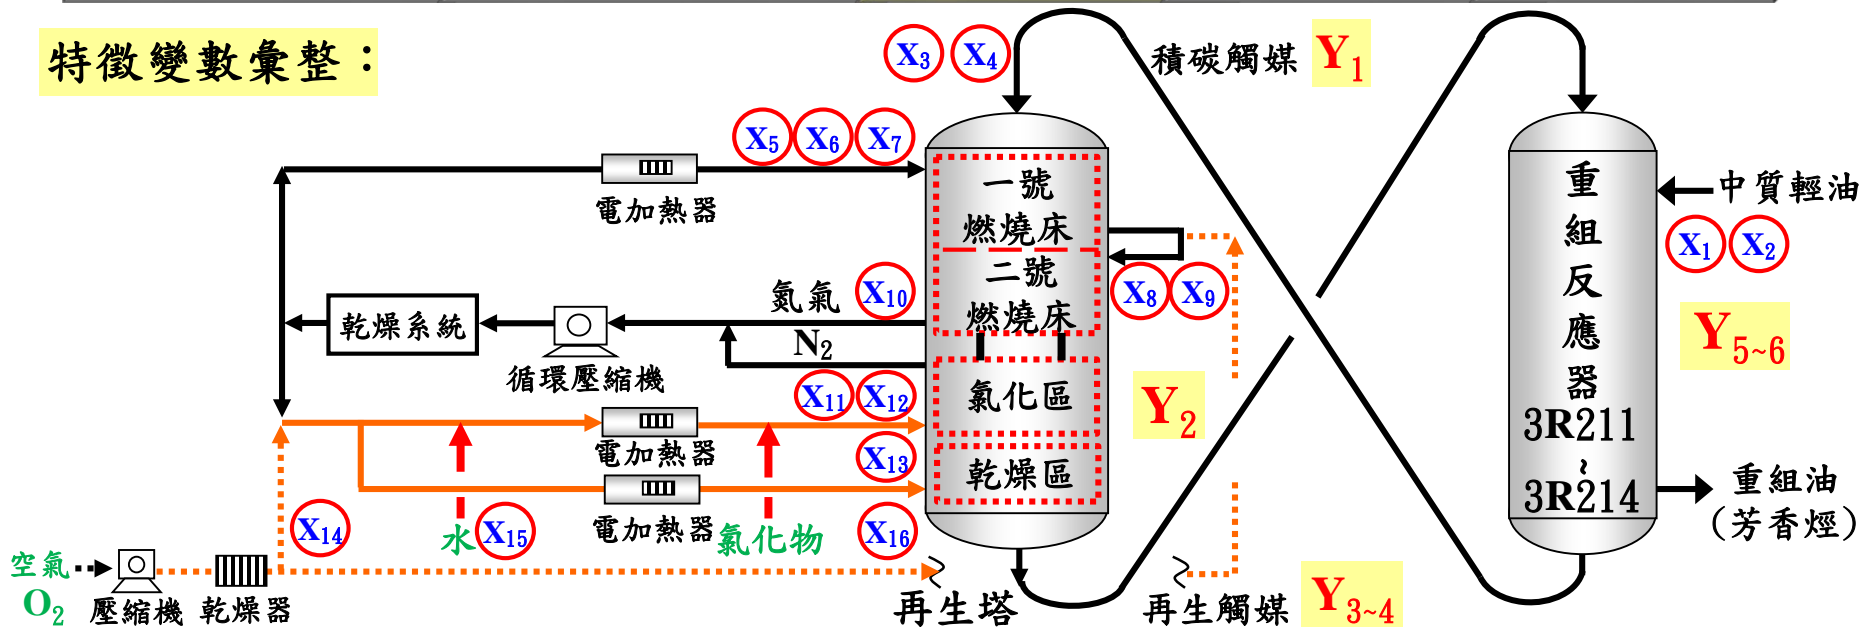 特徵變數彙整：
X3 X4
積碳觸媒 Y1
X5 X6 X7
電加熱器
一號
燃燒床
二號
燃燒床
X8 X9
氮氣 X10
N2
乾燥系統
循環壓縮機
X11 X12
氯化區
Y2
電加熱器
X13
乾燥區
X14
水 X15
電加熱器
氯化物
X16
空氣
O2
壓縮機
乾燥器
再生塔
再生觸媒
Y3~4
重
組
反
應
器
3R211
~
3R214
中質輕油
X1 X2
Y5~6
重組油
(芳香烴)